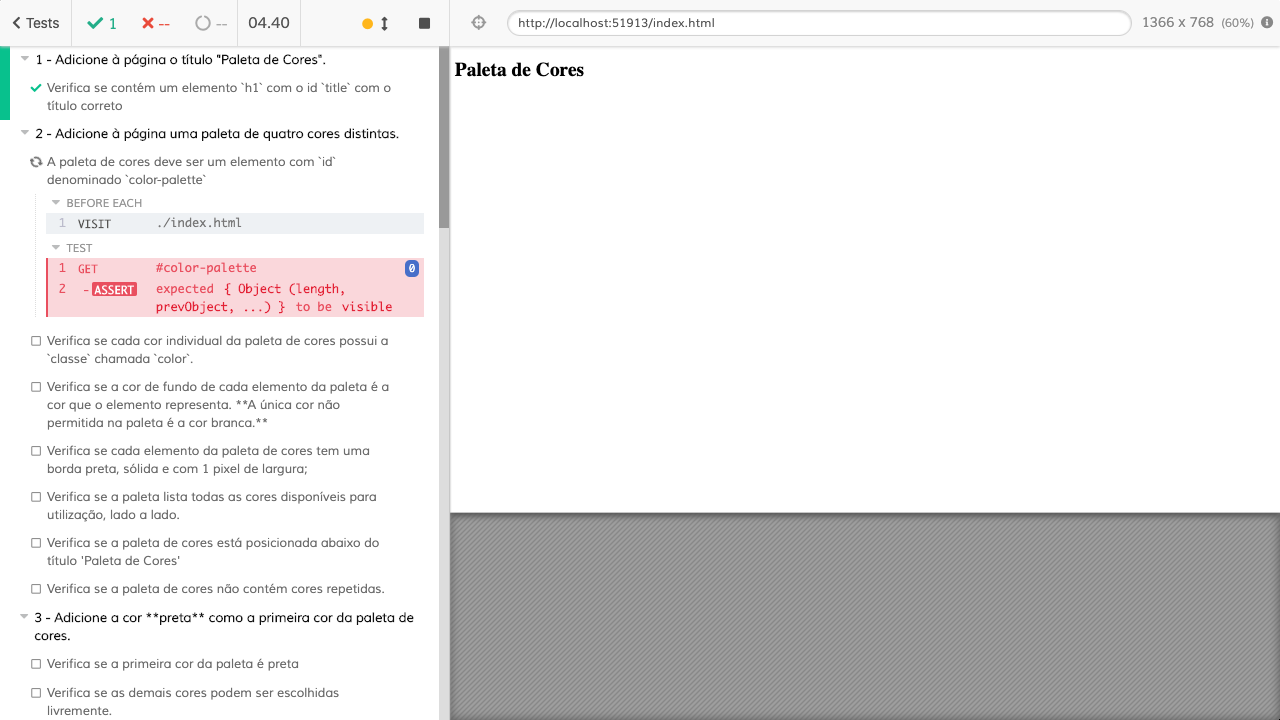 Tests
1
--
--
04.40
http://localhost:51913/index.html
1366 x 768 (60%)
1 - Adicione à página o título "Paleta de Cores".
Verifica se contém um elemento `h1` com o id `title` com o
título correto
2 - Adicione à página uma paleta de quatro cores distintas.
A paleta de cores deve ser um elemento com `id`
denominado `color-palette`
BEFORE EACH
1 VISIT ./index.html
TEST
1 GET #color-palette 0
2 - ASSERT expected { Object (length,
prevObject, ...) } to be visible
Verifica se cada cor individual da paleta de cores possui a
`classe` chamada `color`.
Verifica se a cor de fundo de cada elemento da paleta é a
cor que o elemento representa. **A única cor não
permitida na paleta é a cor branca.**
Verifica se cada elemento da paleta de cores tem uma
borda preta, sólida e com 1 pixel de largura;
Verifica se a paleta lista todas as cores disponíveis para
utilização, lado a lado.
Verifica se a paleta de cores está posicionada abaixo do
título 'Paleta de Cores'
Verifica se a paleta de cores não contém cores repetidas.
3 - Adicione a cor **preta** como a primeira cor da paleta de
cores.
Verifica se a primeira cor da paleta é preta
Verifica se as demais cores podem ser escolhidas
livremente.
Paleta de Cores